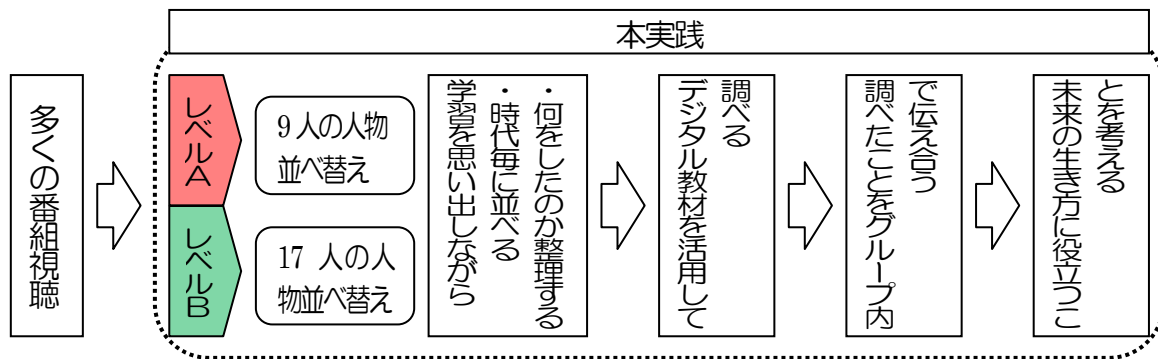 本実践
多くの番組視聴
レベルA
9人の人物
並べ替え
レベルB
17 人の人
物並べ替え
・何をしたのか整理する
・時代毎に並べる
学習を思い出しながら
調べる
デジタル教材を活用して
で伝え合う
調べたことをグループ内
とを考える
未来の生き方に役立つこ